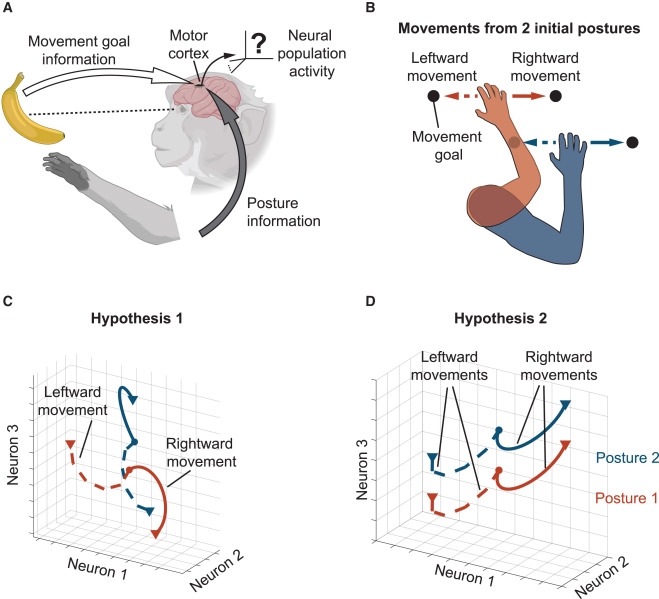 A
Movement goal
information
Motor
cortex
?
Neural
population
activity
Posture
information
B
Movements from 2 initial postures
Leftward
movement
Rightward
movement
Movement
goal
C
Hypothesis 1
Leftward
movement
Rightward
movement
Neuron 3
Neuron 1
Neuron 2
D
Hypothesis 2
Leftward
movements
Rightward
movements
Posture 2
Posture 1
Neuron 3
Neuron 1
Neuron 2